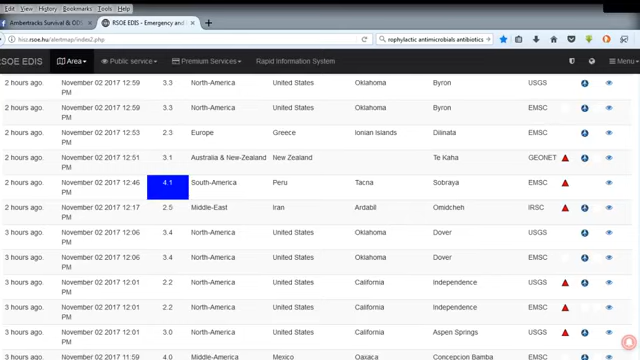 Edit View History Bookmarks Tools Help
Ambertracks Survival & OD
RSOE EDIS - Emergency and
hisz.rsoe.hu/alertmap/index2.php
rophylactic antimicrobials antibiotics
RSOE EDIS Area Public service Premium Services Rapid Information System Menu
2 hours ago. November 02 2017 12:59 PM 3.3 North-America United States Oklahoma Byron USGS
2 hours ago. November 02 2017 12:59 PM 3.3 North-America United States Oklahoma Byron EMSC
2 hours ago. November 02 2017 12:53 PM 2.3 Europe Greece Ionian Islands Dilinata EMSC
2 hours ago. November 02 2017 12:51 PM 3.1 Australia & New-Zealand New Zealand Te Kaha GEONET
2 hours ago. November 02 2017 12:46 PM 4.1 South-America Peru Tacna Sobraya EMSC
2 hours ago. November 02 2017 12:17 PM 2.5 Middle-East Iran Ardabil Omidcheh IRSC
3 hours ago. November 02 2017 12:06 PM 3.4 North-America United States Oklahoma Dover USGS
3 hours ago. November 02 2017 12:06 PM 3.4 North-America United States Oklahoma Dover EMSC
3 hours ago. November 02 2017 12:01 PM 2.2 North-America United States California Independence USGS
3 hours ago. November 02 2017 12:01 PM 2.2 North-America United States California Independence EMSC
3 hours ago. November 02 2017 12:01 PM 3.0 North-America United States California Aspen Springs USGS
3 hours ago. November 02 2017 11:59 4.0 Middle-America Mexico Oaxaca Concepcion Bamba EMSC